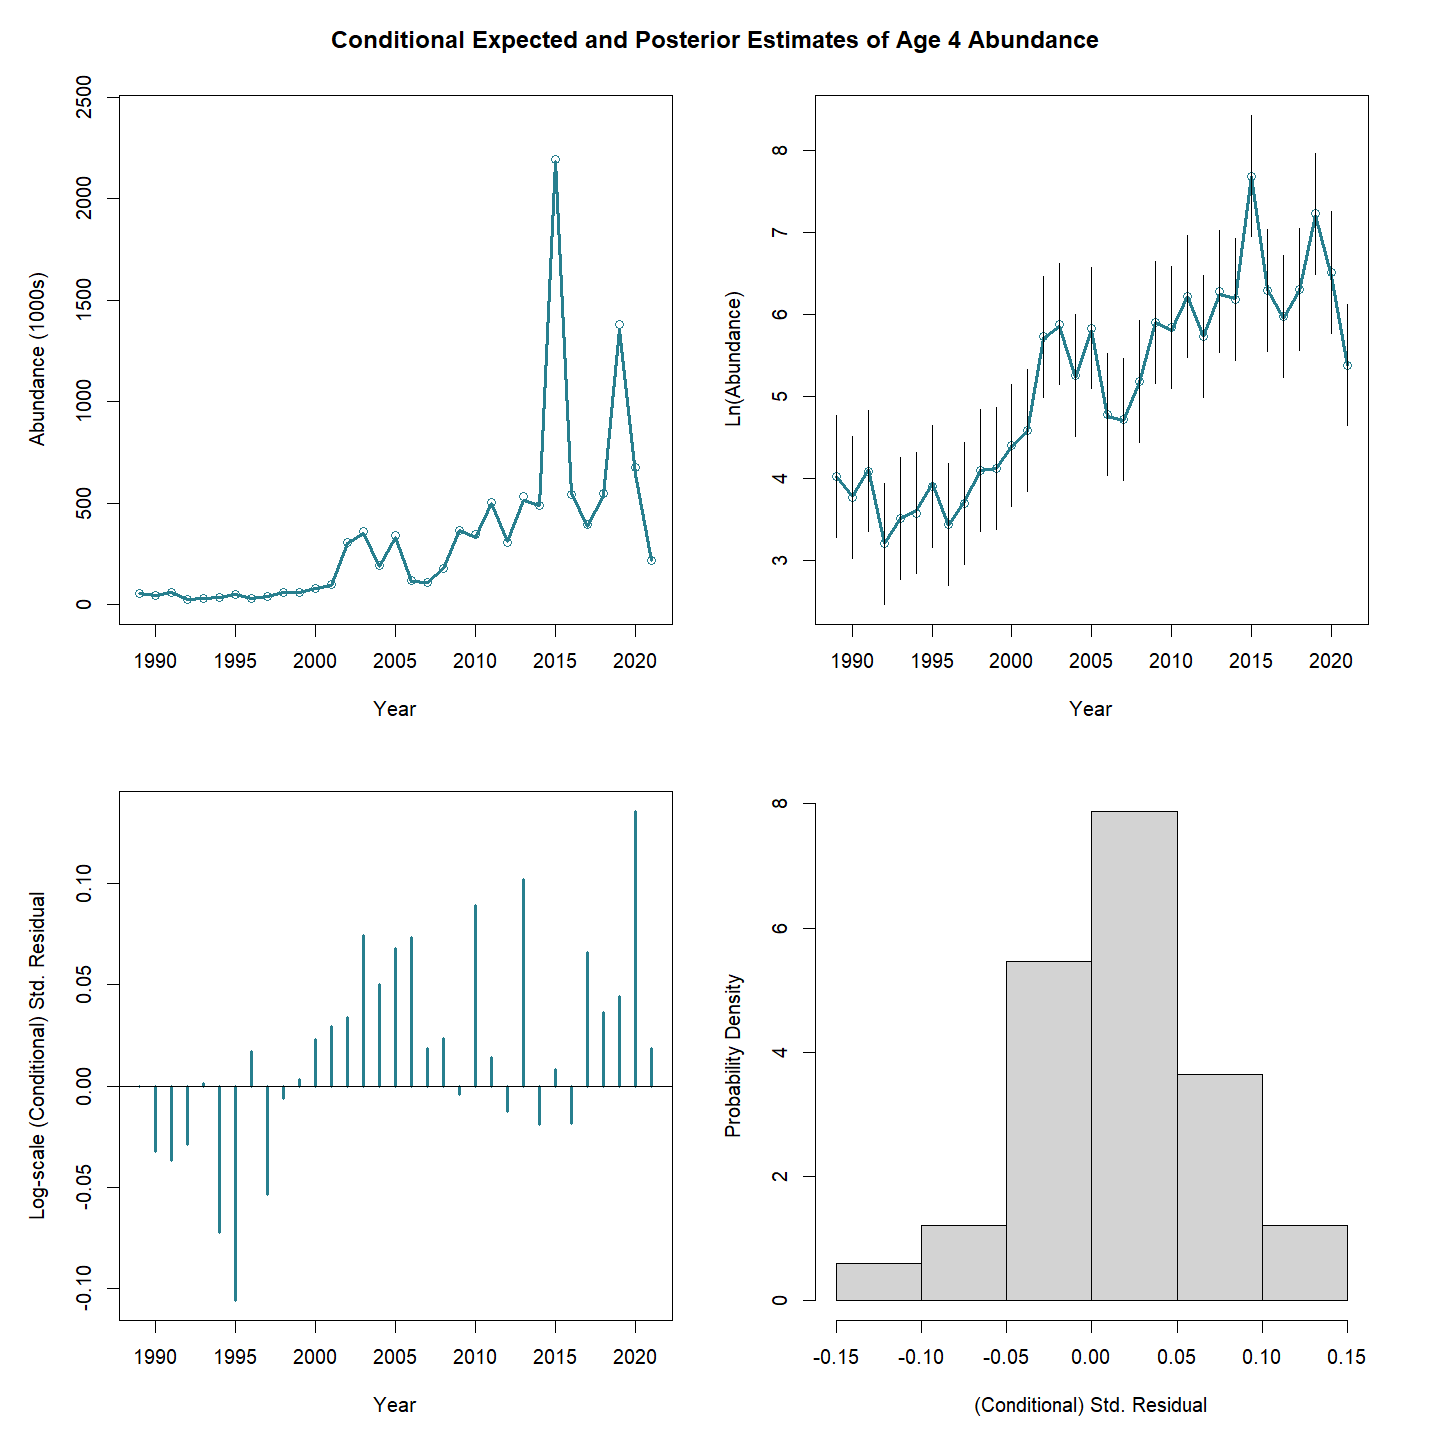 Conditional Expected and Posterior Estimates of Age 4 Abundance
Abundance (1000s)
0
500
1000
1500
2000
2500
1990 1995 2000 2005 2010 2015 2020
Year
Ln(Abundance)
3
4
5
6
7
8
1990 1995 2000 2005 2010 2015 2020
Year
Log-scale (Conditional) Std. Residual
-0.10
-0.05
0.00
0.05
0.10
1990 1995 2000 2005 2010 2015 2020
Year
Probability Density
0
2
4
6
8
-0.15 -0.10 -0.05 0.00 0.05 0.10 0.15
(Conditional) Std. Residual